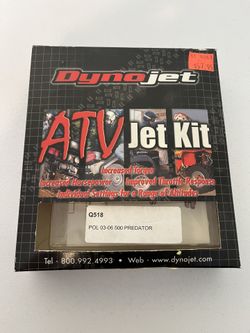 Dynojet
ATV Jet Kit
Increased Torque
Increased Horsepower • Improved Throttle Response
Individual Settings for a Range of Altitudes
Q518
POL 03-06 500 PREDATOR
Tel • 800.992.4993 • Web • www.dynojet.com